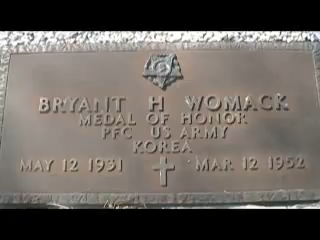 BRYANT H WOMACK
MEDAL OF HONOR
PFC US ARMY
KOREA
MAY 12 1931 MAR 12 1952